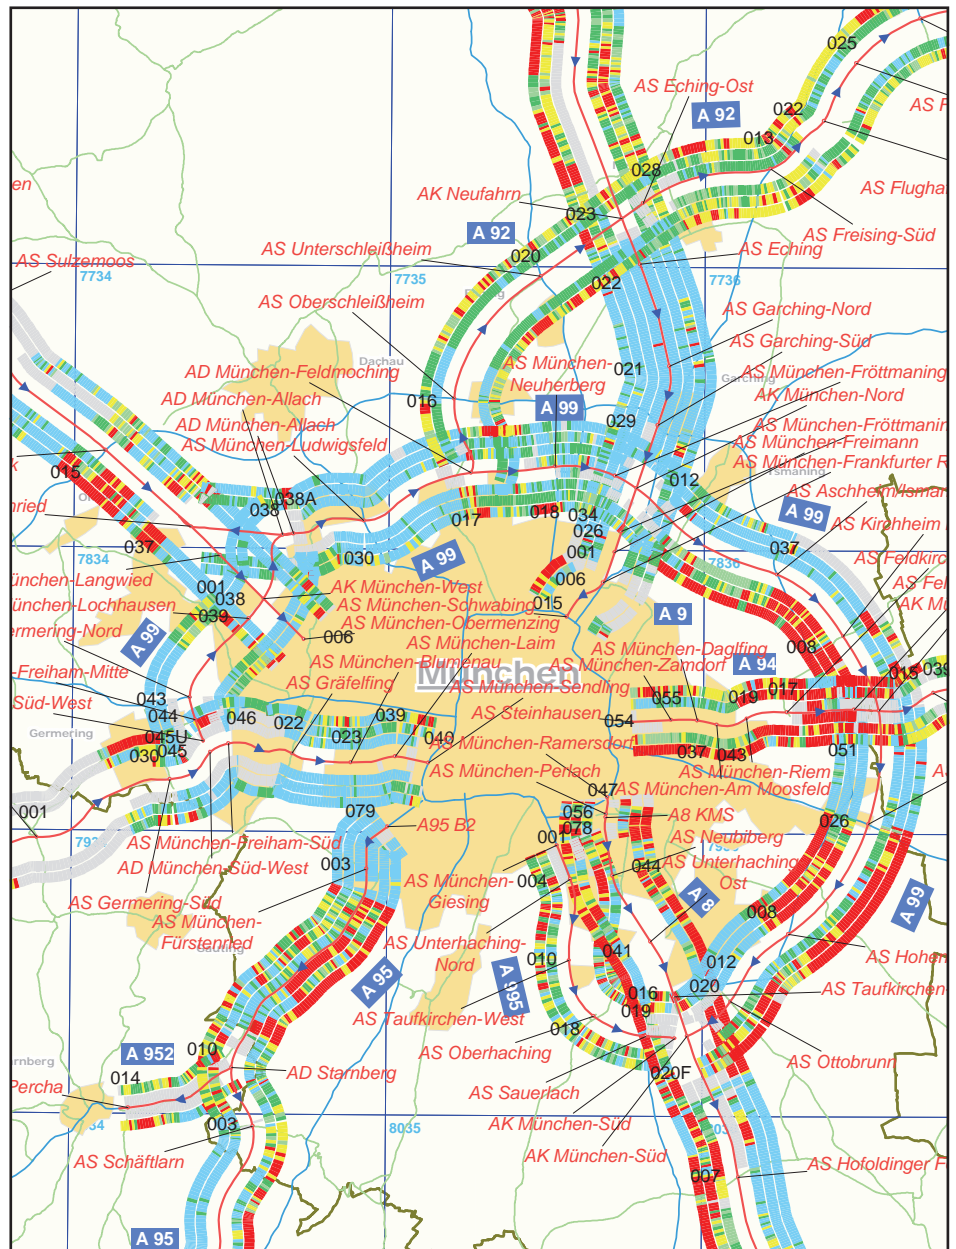 025
AS Eching-Ost
A 92
022
AS F
013
028
en
AK Neufahrn
AS Flugha
023
A 92
AS Freising-Süd
AS Unterschleißheim
020
AS Eching
AS Sulzemoos
7734
7735
7736
022
AS Oberschleißheim
AS Garching-Nord
AS Garching-Süd
Dachau
AS München-
Neuherberg
021
AD München-Feldmoching
AS München-Fröttmaning
Garching
AK München-Nord
AD München-Allach
016
A 99
029
AD München-Allach
AS München-Fröttmanin
AS München-Ludwigsfeld
AS München-Freimann
AS München-Frankfurter R
015
012
AS Aschheim/Ismar
038A
038
nried
017
018
034
A 99
AS Kirchheim
026
037
001
037
7834
030
A 99
7836
AS Feldkirc
ünchen-Langwied
006
001
AK München-West
AS Fel
038
015
ünchen-Lochhausen
AS München-Schwabing
AK Mü
039
A 9
AS München-Obermenzing
ermering-Nord
006
A 99
AS München-Laim
AS München-Daglfing
008
AS München-Blumenau
AS München-Zamdorf
A 94
Freiham-Mitte
München
015
039
AS Gräfelfing
AS München-Sendling
017
043
055
019
Süd-West
044
046
022
039
AS Steinhausen
054
Germering
045U
023
040
AS München-Ramersdorf
030
045
037
043
051
AS München-Perlach
AS München-Riem
047
AS München-Am Moosfeld
001
079
056
A8 KMS
026
A95 B2
078
AS München-Freiham-Süd
AS Neubiberg
003
AD München-Süd-West
044
AS Unterhaching
Ost
AS München-
Giesing
004
AS Germering-Süd
A 8
A 99
AS München-
Fürstenried
008
Gauting
AS Unterhaching-
Nord
041
010
012
AS Hohen
A 95
A 995
016
020
AS Taufkirchen-
019
AS Taufkirchen-West
018
A 952
010
AS Oberhaching
AS Ottobrunn
014
AD Starnberg
020F
Percha
AS Sauerlach
003
AK München-Süd
8035
AK München-Süd
AS Schäftlarn
AS Hofoldinger F
007
A 95